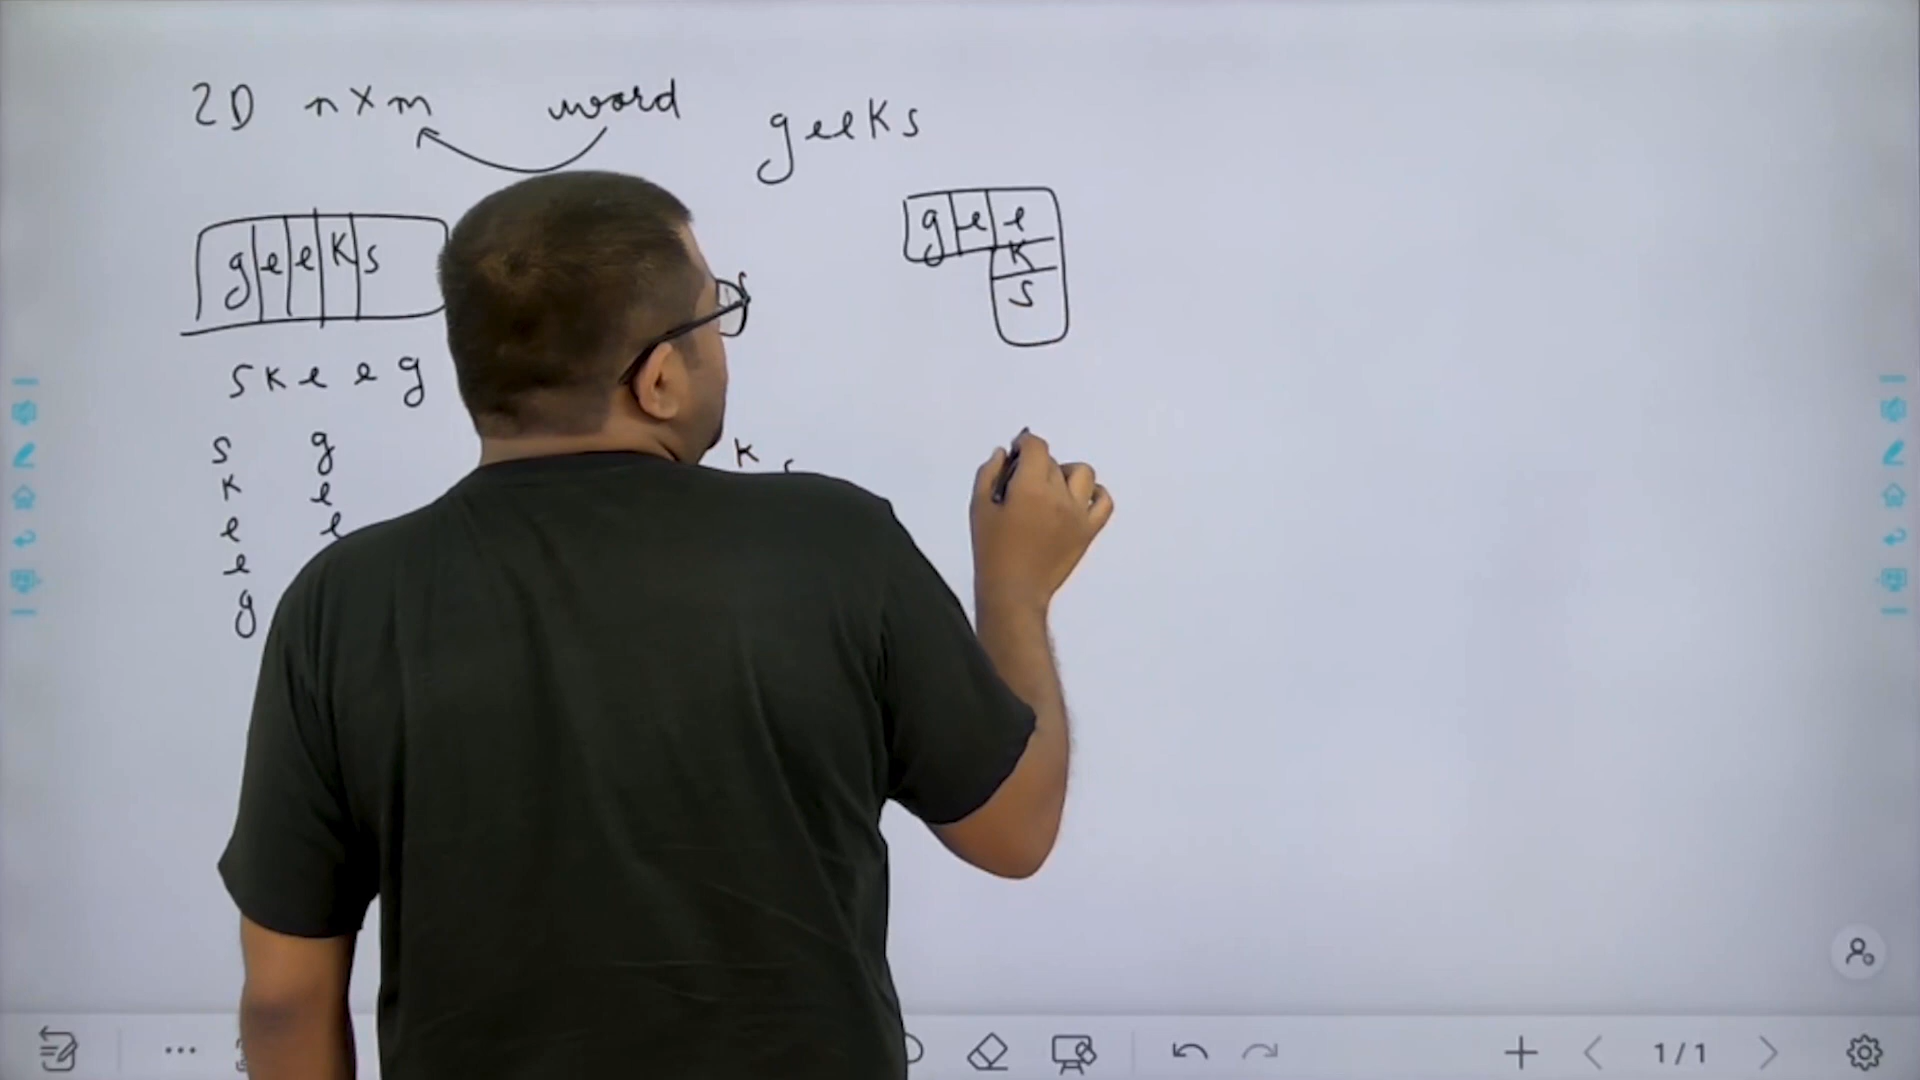 2D n×m word
geeks
g e e k s
g e e
k
s
s k e e g
s g
k e
e e
e
g
k
s
1/1